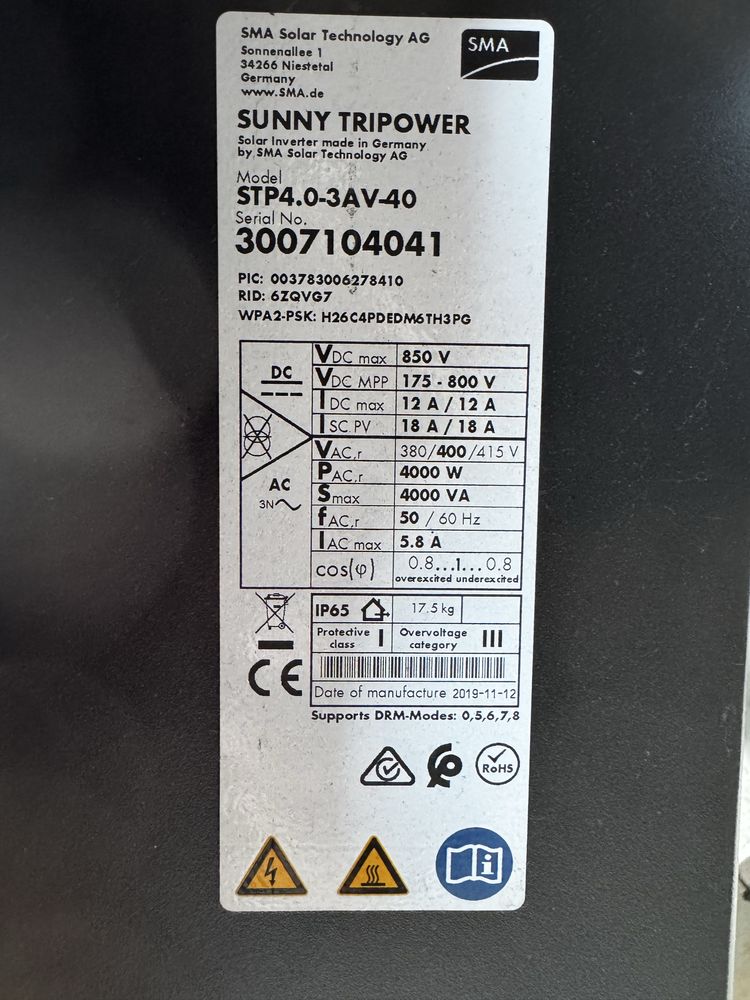 SMA Solar Technology AG
Sonnenallee 1
34266 Niestetal
Germany
www.SMA.de
SMA
SUNNY TRIPOWER
Solar Inverter made in Germany
by SMA Solar Technology AG
Model
STP4.0-3AV-40
Serial No.
3007104041
PIC: 003783006278410
RID: 6ZQVG7
WPA2-PSK: H26C4PDEDM6TH3PG
DC
AC
3N
VDC max 850 V
VDC MPP 175 - 800 V
IDC max 12 A / 12 A
ISC PV 18 A / 18 A
VAC,r 380/400/415 V
PAC,r 4000 W
Smax 4000 VA
fAC,r 50 / 60 Hz
IAC max 5.8 A
cos(φ) 0.8...1...0.8
overexcited underexcited
IP65 17.5 kg
Protective class I Overvoltage category III
CE
Date of manufacture 2019-11-12
Supports DRM-Modes: 0,5,6,7,8
RoHS
i